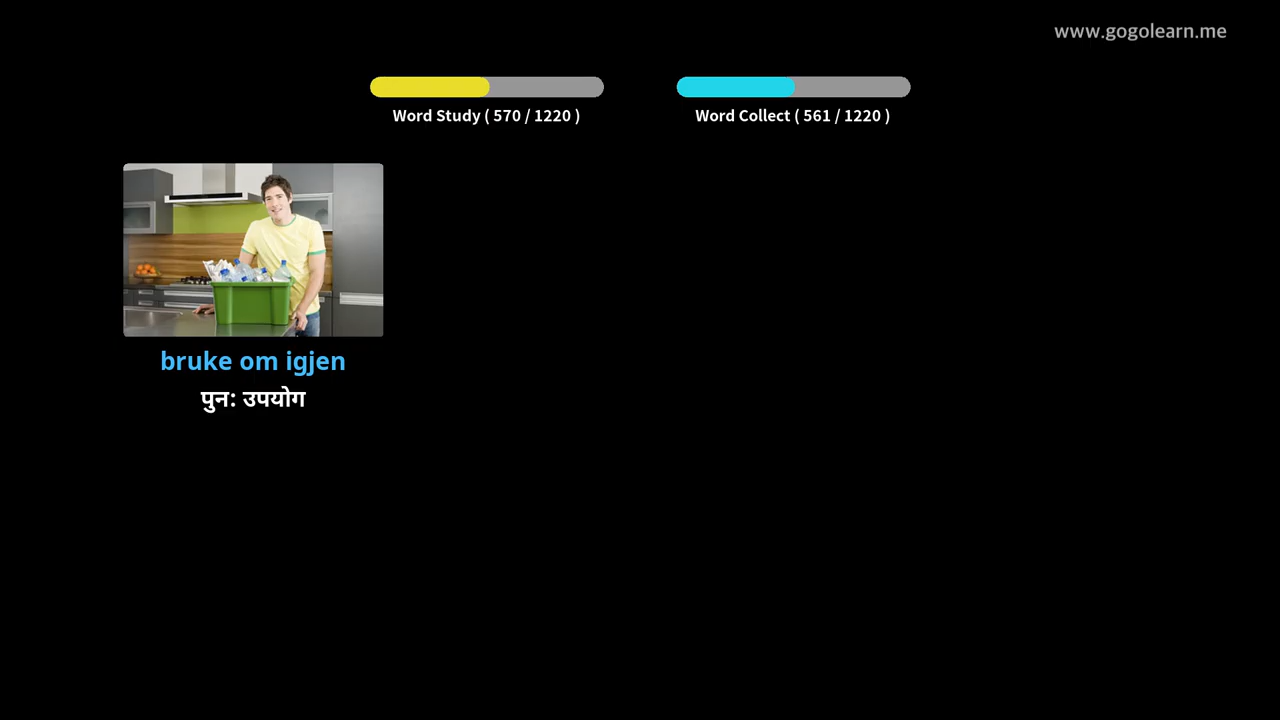 www.gogolearn.me
Word Study ( 570 / 1220 )
Word Collect ( 561 / 1220 )
bruke om igjen
पुन: उपयोग